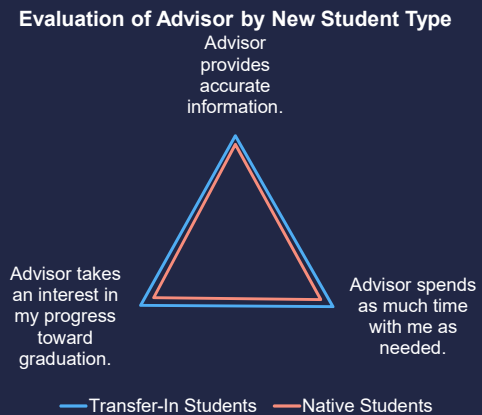 Evaluation of Advisor by New Student Type
Advisor
provides
accurate
information.
Advisor takes
an interest in
my progress
toward
graduation.
Advisor spends
as much time
with me as
needed.
Transfer-In Students
Native Students